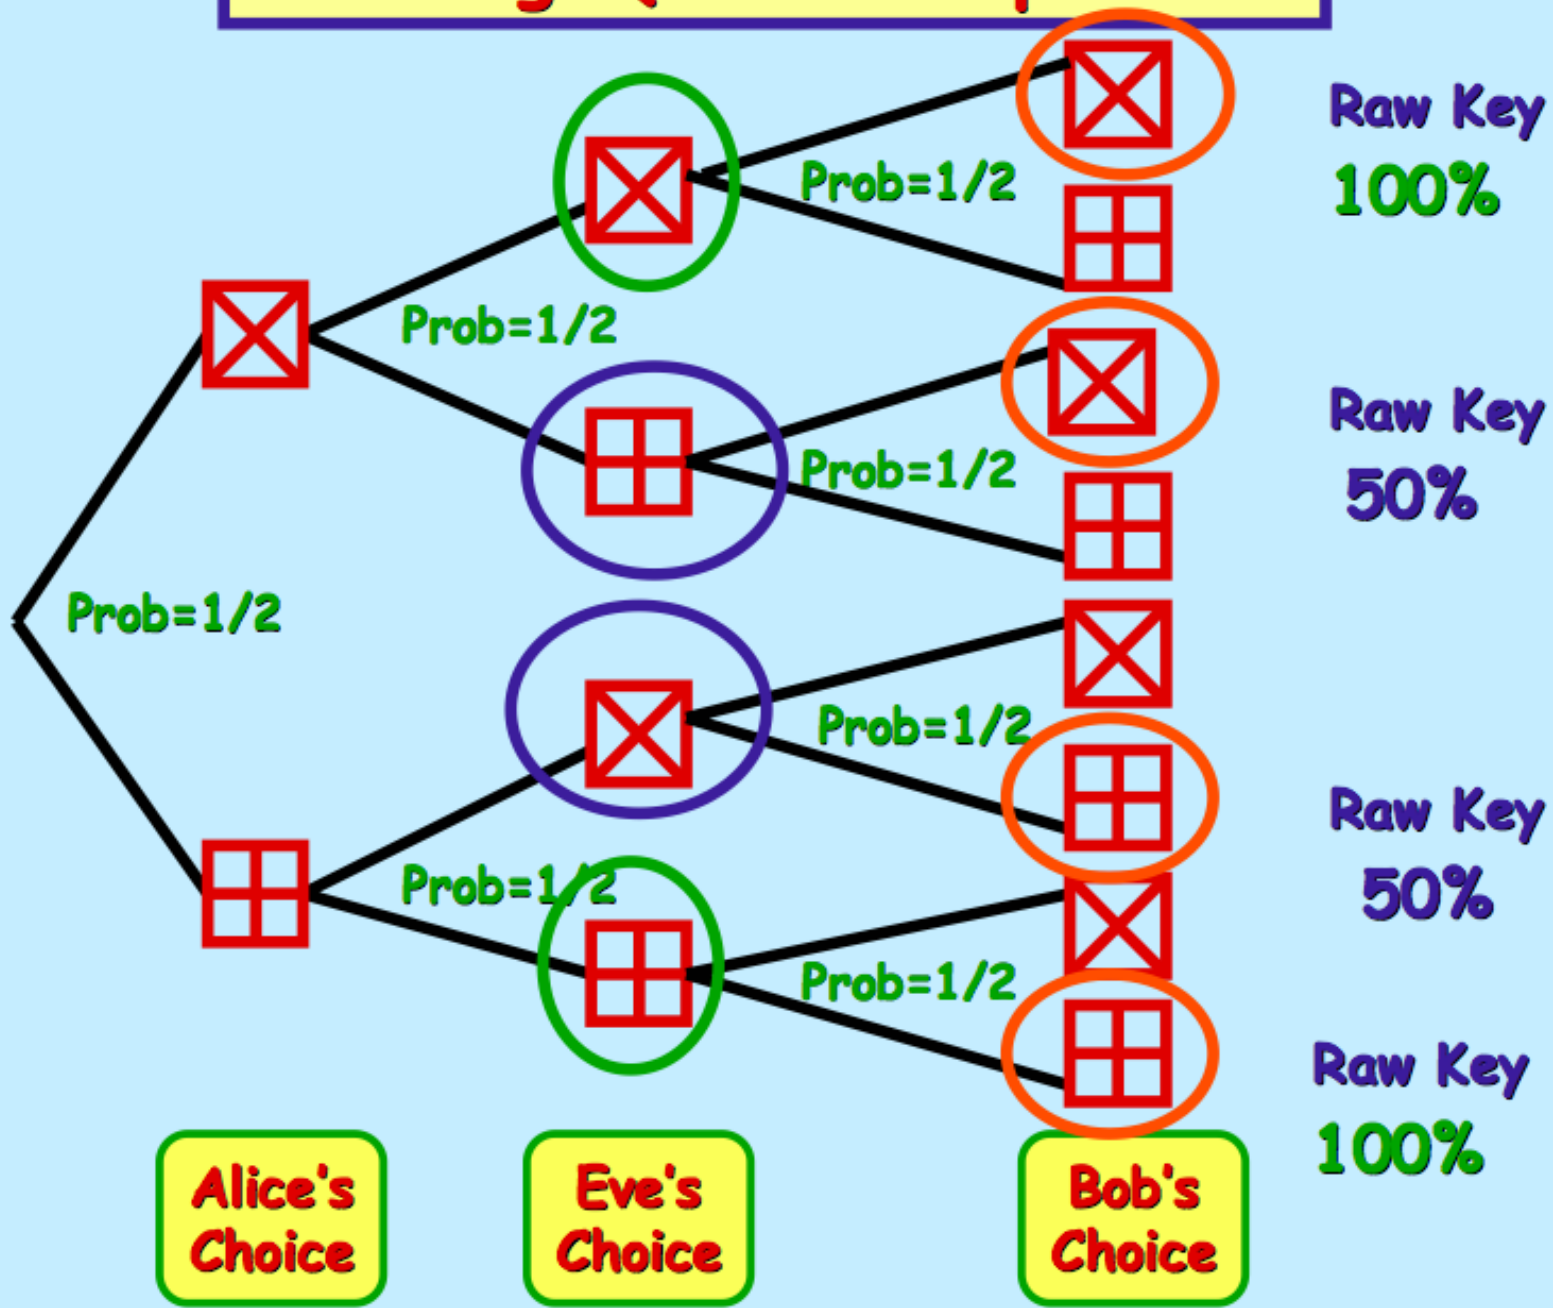 Raw Key
100%
Prob=1/2
Prob=1/2
Raw Key
50%
Prob=1/2
Prob=1/2
Prob=1/2
Raw Key
50%
Prob=1/2
Prob=1/2
Raw Key
100%
Alice's
Choice
Eve's
Choice
Bob's
Choice